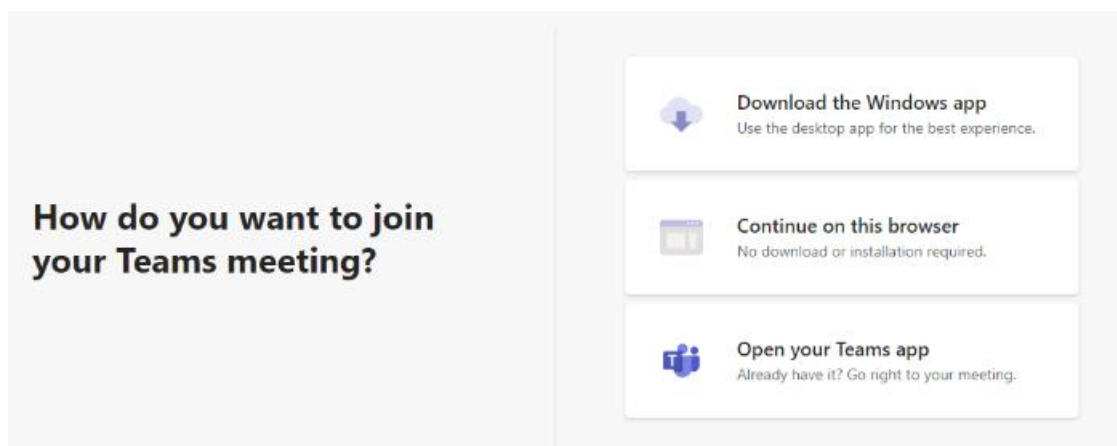 How do you want to join
your Teams meeting?
Download the Windows app
Use the desktop app for the best experience.
Continue on this browser
No download or installation required.
T
Open your Teams app
Already have it? Go right to your meeting.